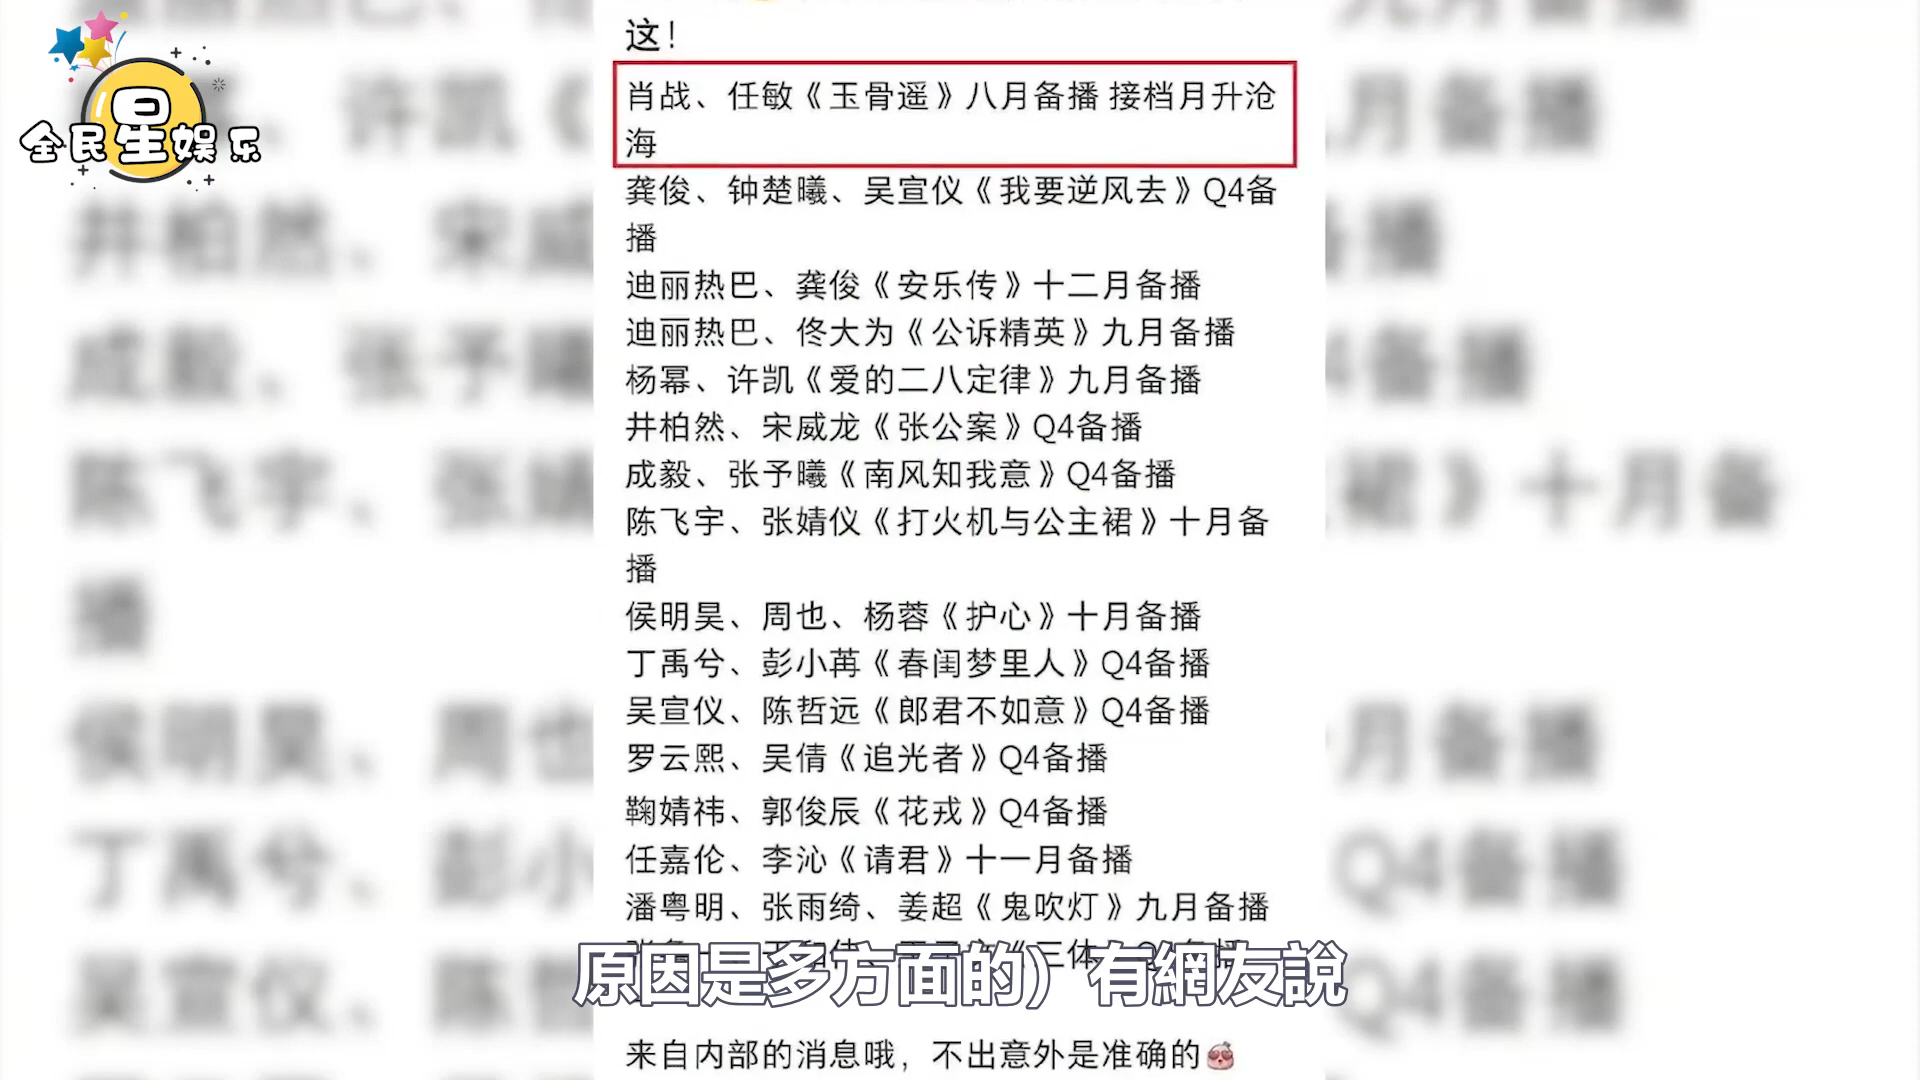 全民星娱乐
这！
肖战、任敏《玉骨遥》八月备播 接档月升沧
海
龚俊、钟楚曦、吴宣仪《我要逆风去》Q4备
播
迪丽热巴、龚俊《安乐传》十二月备播
迪丽热巴、佟大为《公诉精英》九月备播
杨幂、许凯《爱的二八定律》九月备播
井柏然、宋威龙《张公案》Q4备播
成毅、张予曦《南风知我意》Q4备播
陈飞宇、张婧仪《打火机与公主裙》十月备
播
侯明昊、周也、杨蓉《护心》十月备播
丁禹兮、彭小苒《春闺梦里人》Q4备播
吴宣仪、陈哲远《郎君不如意》Q4备播
罗云熙、吴倩《追光者》Q4备播
鞠婧祎、郭俊辰《花戎》Q4备播
任嘉伦、李沁《请君》十一月备播
潘粤明、张雨绮、姜超《鬼吹灯》九月备播
原因是多方面的）有網友說
来自内部的消息哦，不出意外是准确的